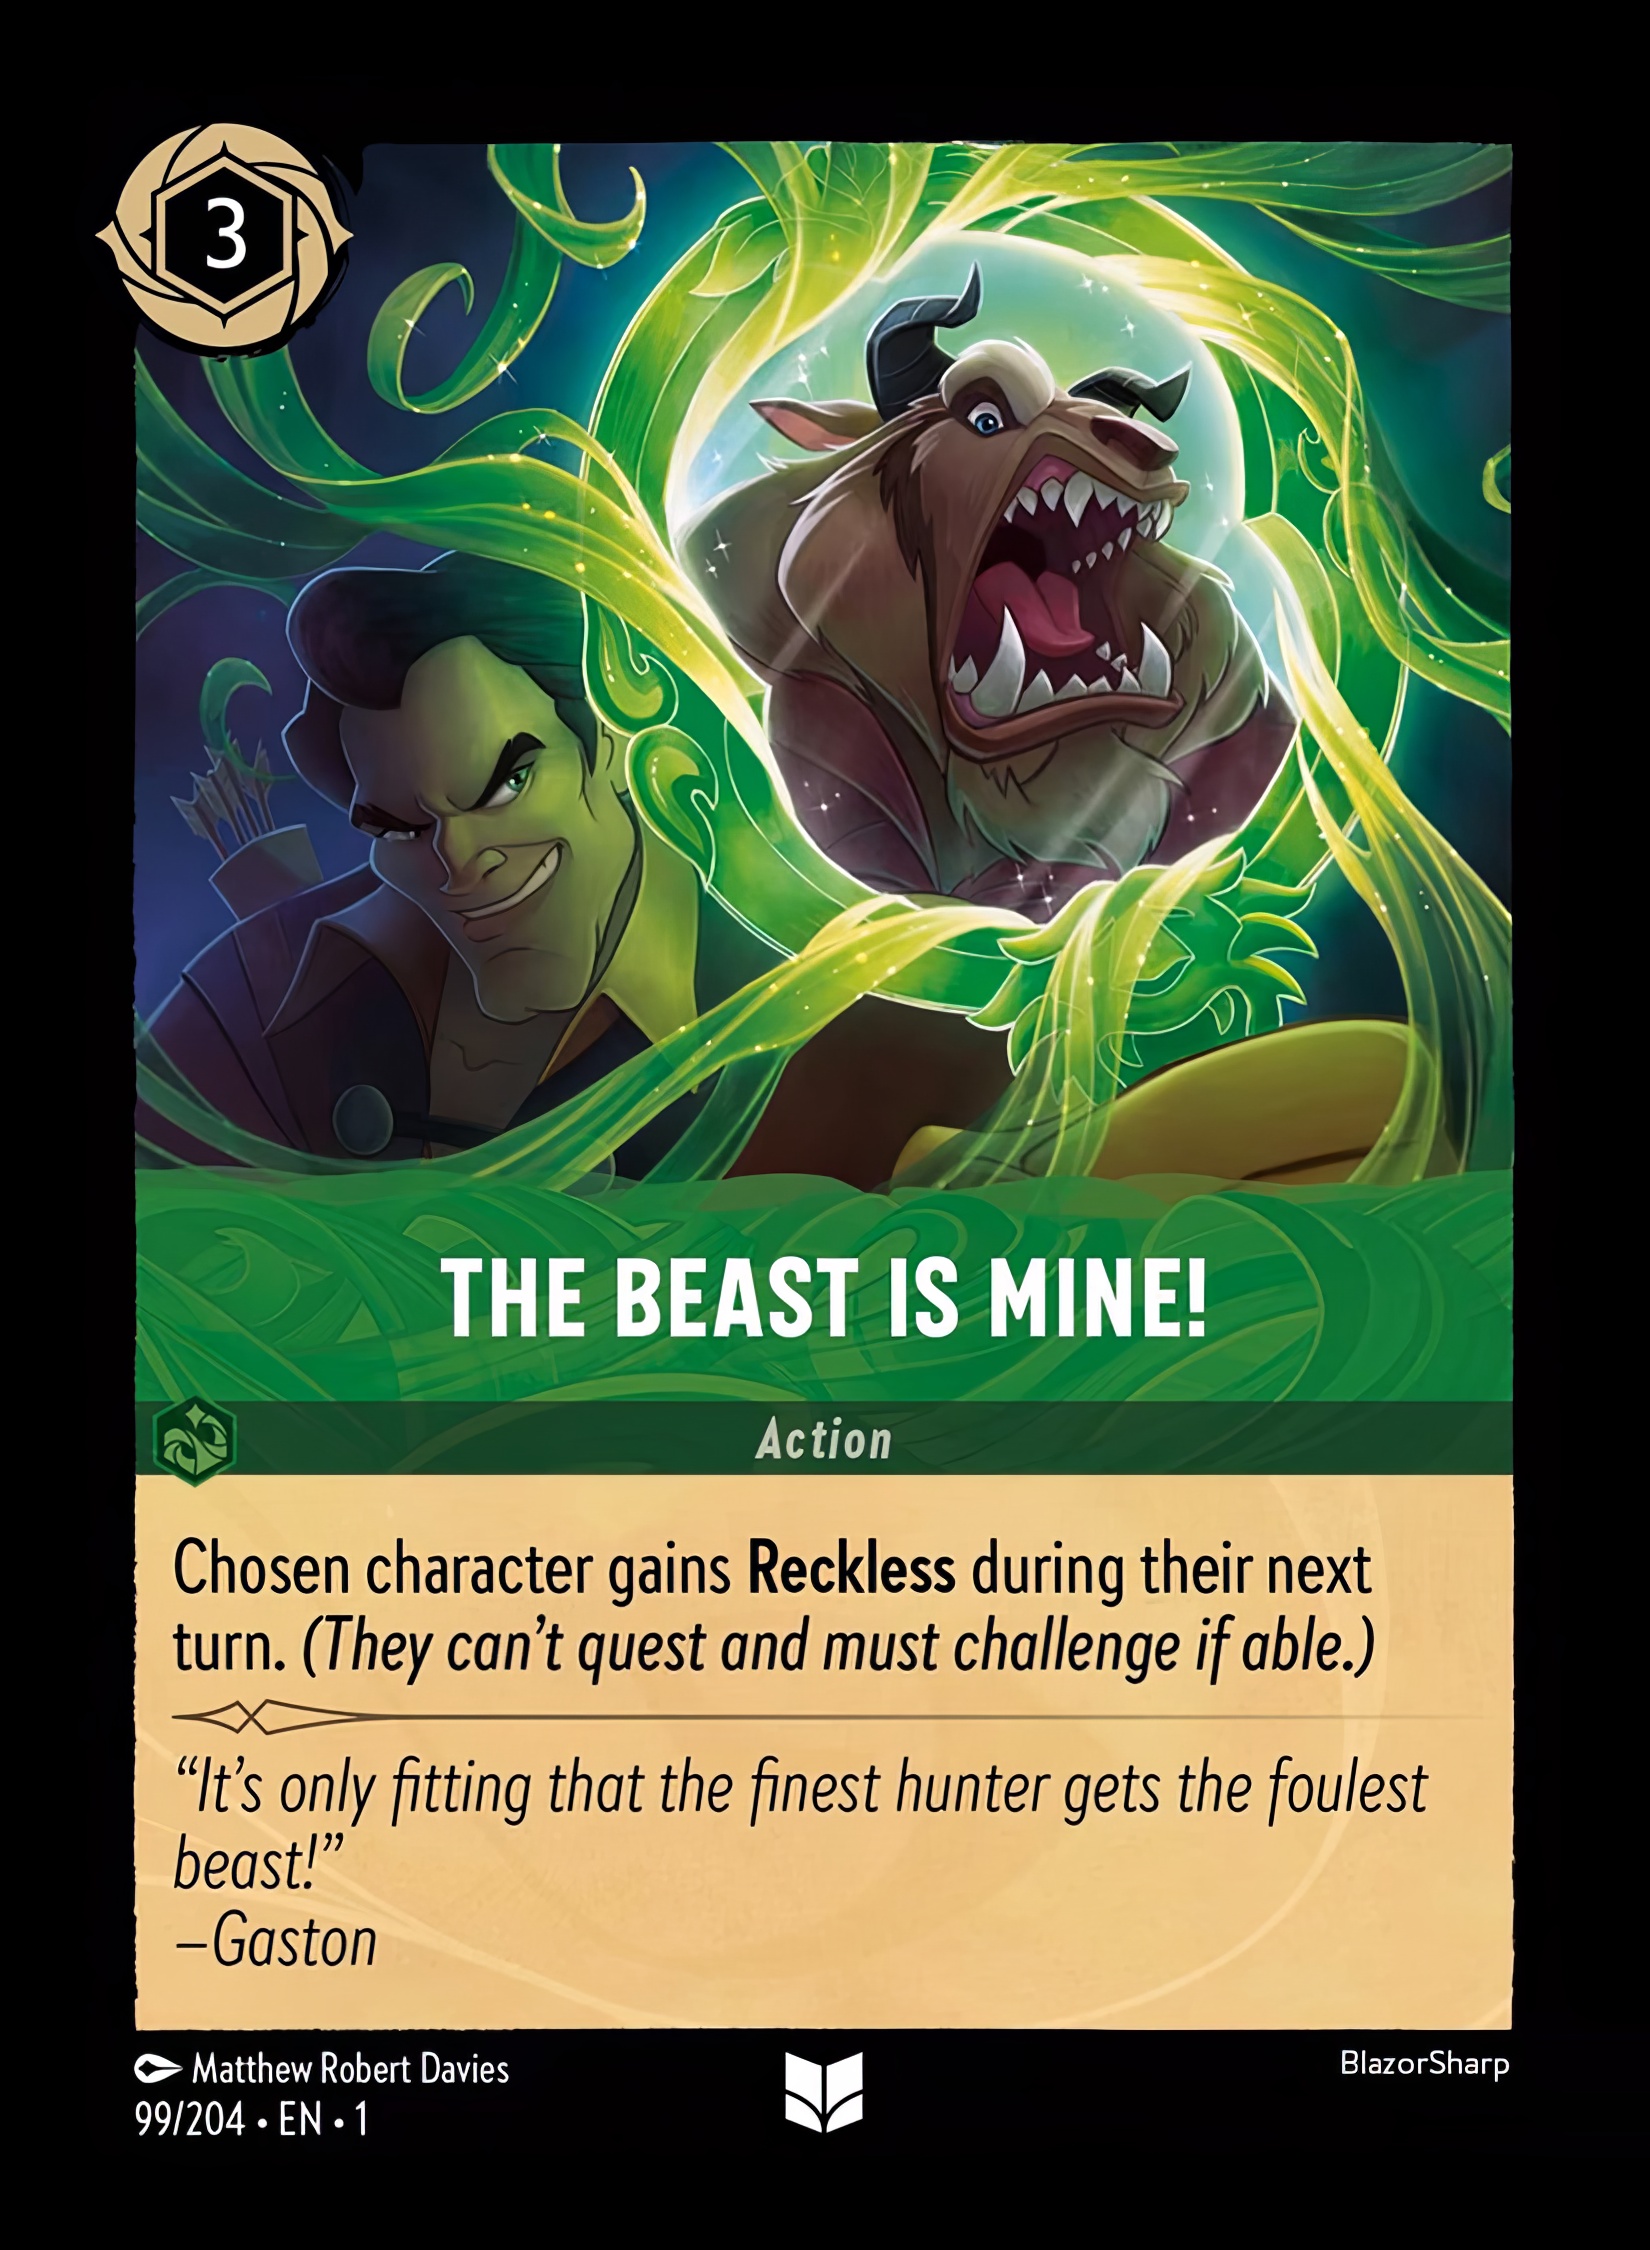 3
THE BEAST IS MINE!
Action
Chosen character gains Reckless during their next
turn. (They can’t quest and must challenge if able.)
“It’s only fitting that the finest hunter gets the foulest
beast!”
–Gaston
Matthew Robert Davies
BlazorSharp
99/204 • EN • 1